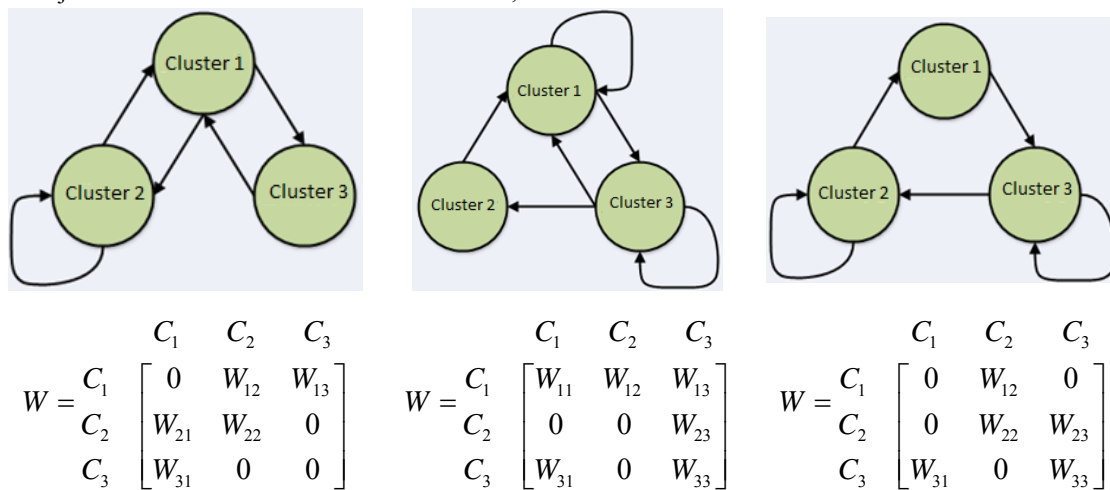 Cluster 1
Cluster 2
Cluster 3
Cluster 1
Cluster 2
Cluster 3
Cluster 1
Cluster 2
Cluster 3
C₁ C₂ C₃
W = C₁ [ 0 W₁₂ W₁₃ ]
C₂ [ W₂₁ W₂₂ 0 ]
C₃ [ W₃₁ 0 0 ]
C₁ C₂ C₃
W = C₁ [ W₁₁ W₁₂ W₁₃ ]
C₂ [ 0 0 W₂₃ ]
C₃ [ W₃₁ 0 W₃₃ ]
C₁ C₂ C₃
W = C₁ [ 0 W₁₂ 0 ]
C₂ [ 0 W₂₂ W₂₃ ]
C₃ [ W₃₁ 0 W₃₃ ]